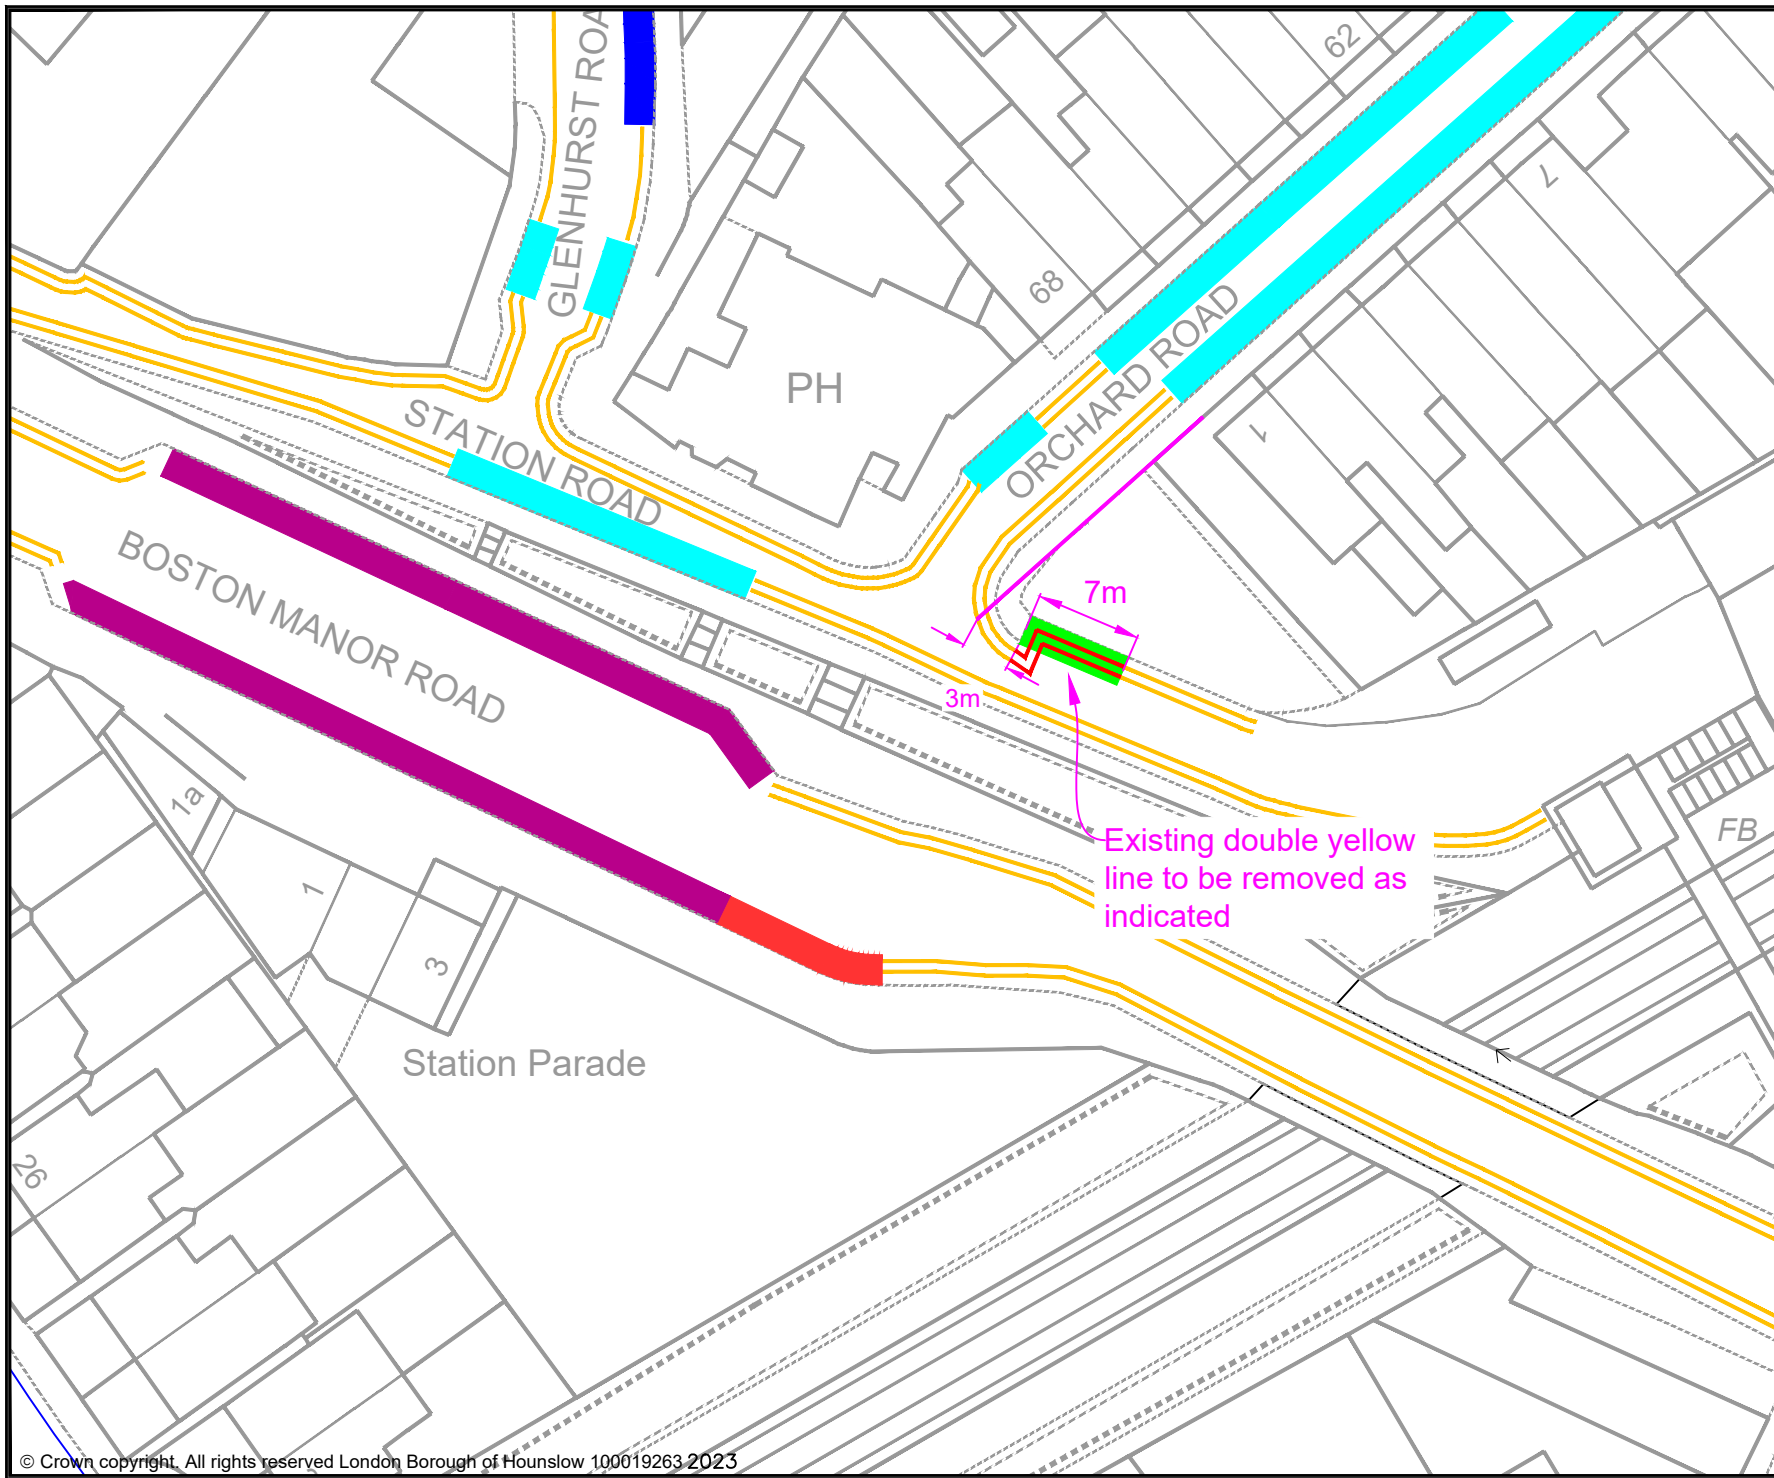 GLENHURST ROA
62
7
68
PH
ORCHARD ROAD
1
STATION ROAD
7m
3m
BOSTON MANOR ROAD
1a
1
3
Existing double yellow
line to be removed as
indicated
FB
Station Parade
26
© Crown copyright. All rights reserved London Borough of Hounslow 100019263 2023